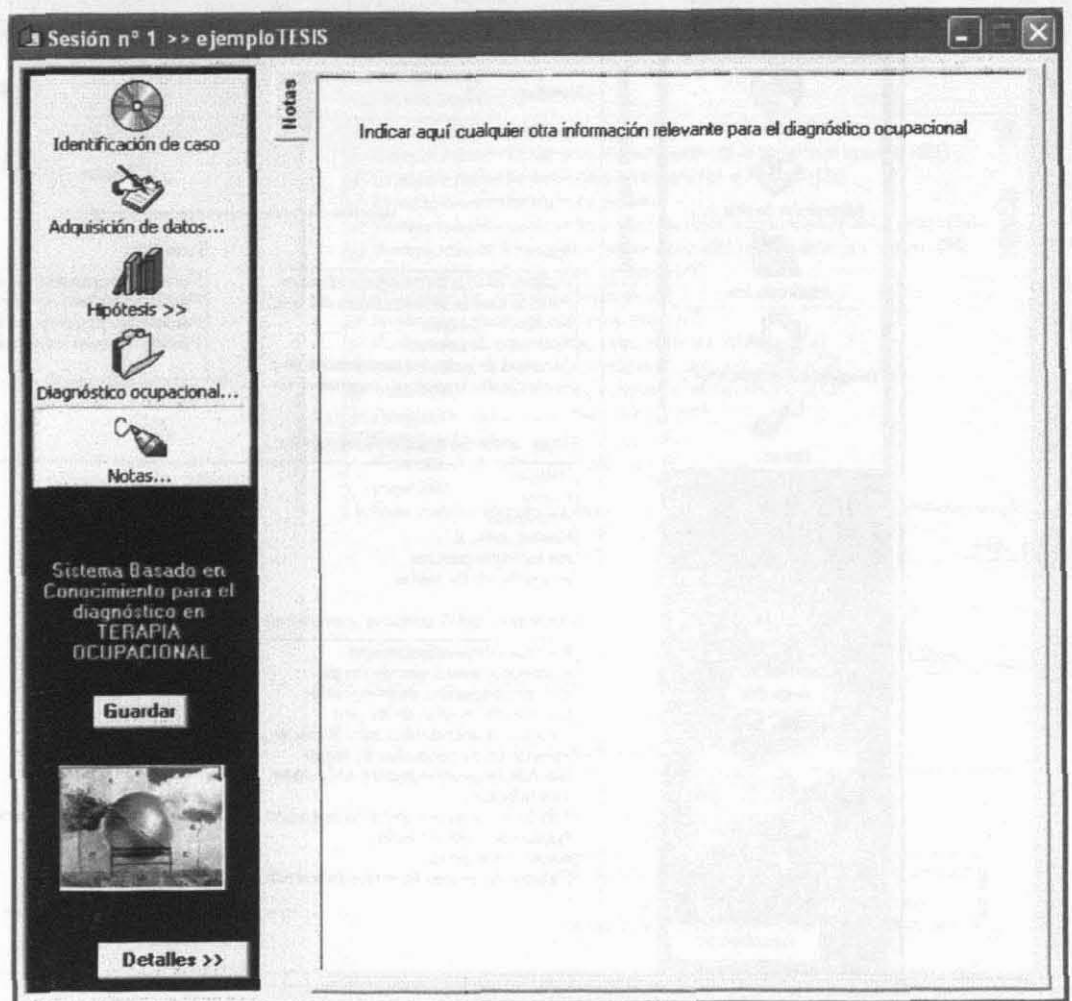 Sesión nº 1 >> ejemploTESIS
Identificación de caso
Adquisición de datos...
Hipótesis >>
Diagnóstico ocupacional...
Notas...
Sistema Basado en
Conocimiento para el
diagnóstico en
TERAPIA
OCUPACIONAL
Guardar
Detalles >>
Notas
Indicar aquí cualquier otra información relevante para el diagnóstico ocupacional